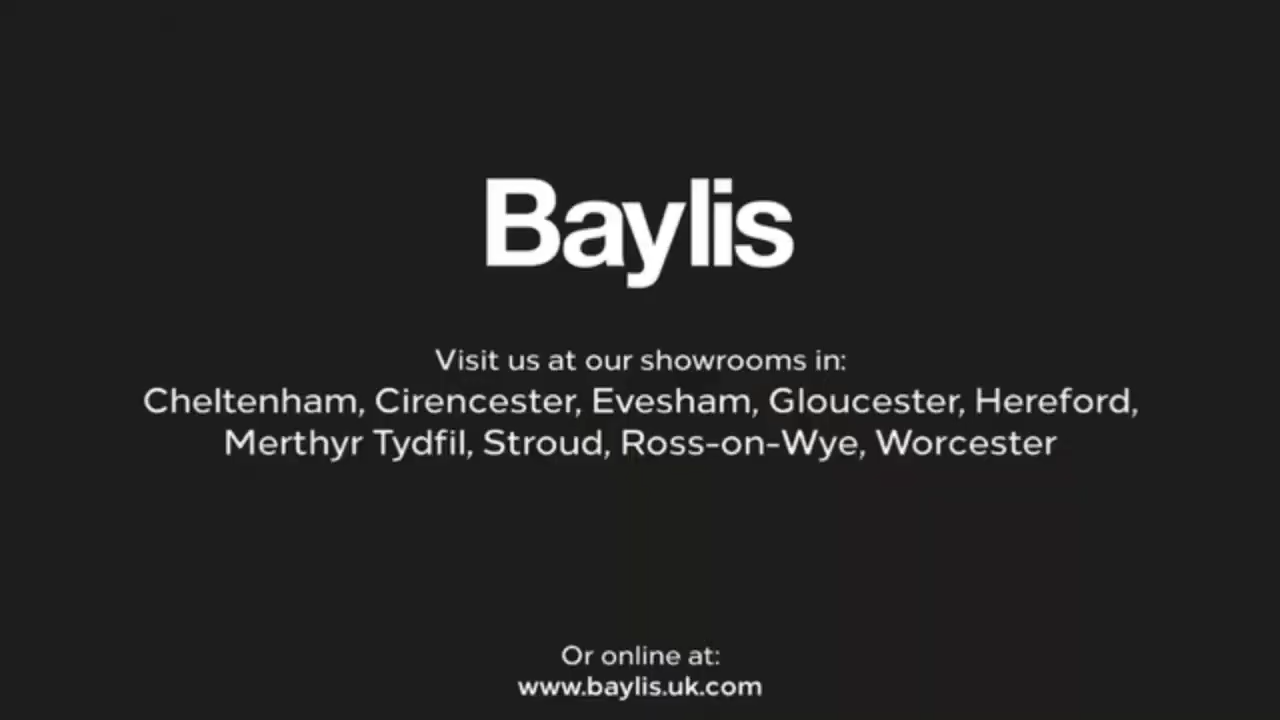 Baylis
Visit us at our showrooms in:
Cheltenham, Cirencester, Evesham, Gloucester, Hereford,
Merthyr Tydfil, Stroud, Ross-on-Wye, Worcester
Or online at:
www.baylis.uk.com